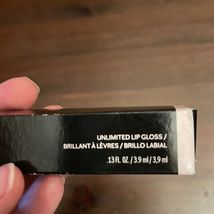 UNLIMITED LIP GLOSS /
BRILLANT À LÈVRES / BRILLO LABIAL
.13 fl. oz. / 3.9 ml / 3,9 ml